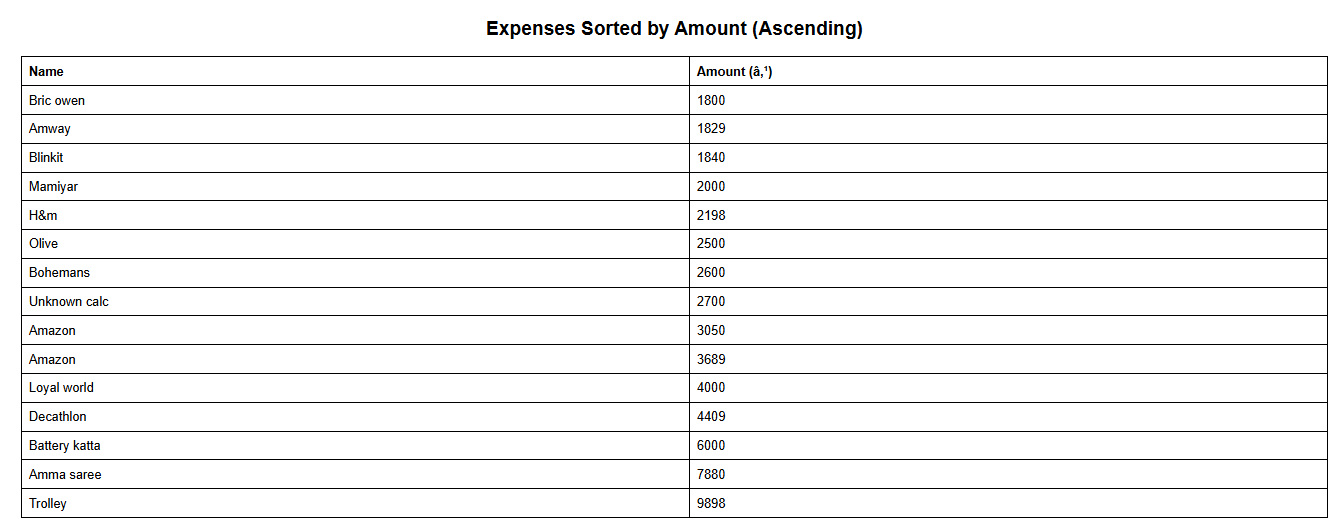 Expenses Sorted by Amount (Ascending)
Name Amount (â‚¹)
Bric owen 1800
Amway 1829
Blinkit 1840
Mamiyar 2000
H&m 2198
Olive 2500
Bohemans 2600
Unknown calc 2700
Amazon 3050
Amazon 3689
Loyal world 4000
Decathlon 4409
Battery katta 6000
Amma saree 7880
Trolley 9898